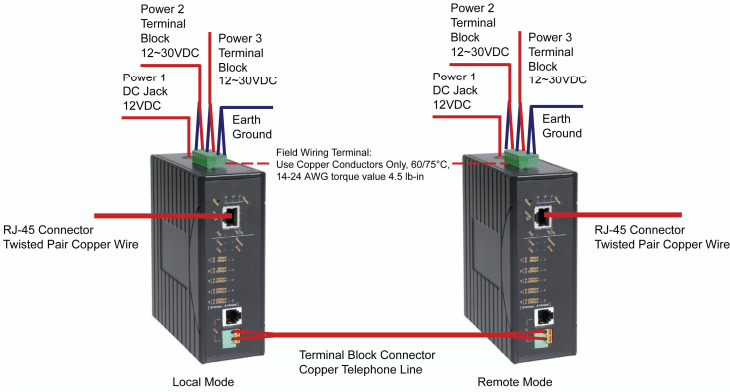 Power 2
Terminal
Block
12~30VDC
Power 3
Terminal
Block
12~30VDC
Power 1
DC Jack
12VDC
Earth
Ground
Power 2
Terminal
Block
12~30VDC
Power 3
Terminal
Block
12~30VDC
Power 1
DC Jack
12VDC
Earth
Ground
Field Wiring Terminal:
Use Copper Conductors Only, 60/75°C,
14-24 AWG torque value 4.5 lb-in
RJ-45 Connector
Twisted Pair Copper Wire
RJ-45 Connector
Twisted Pair Copper Wire
Terminal Block Connector
Copper Telephone Line
Local Mode
Remote Mode